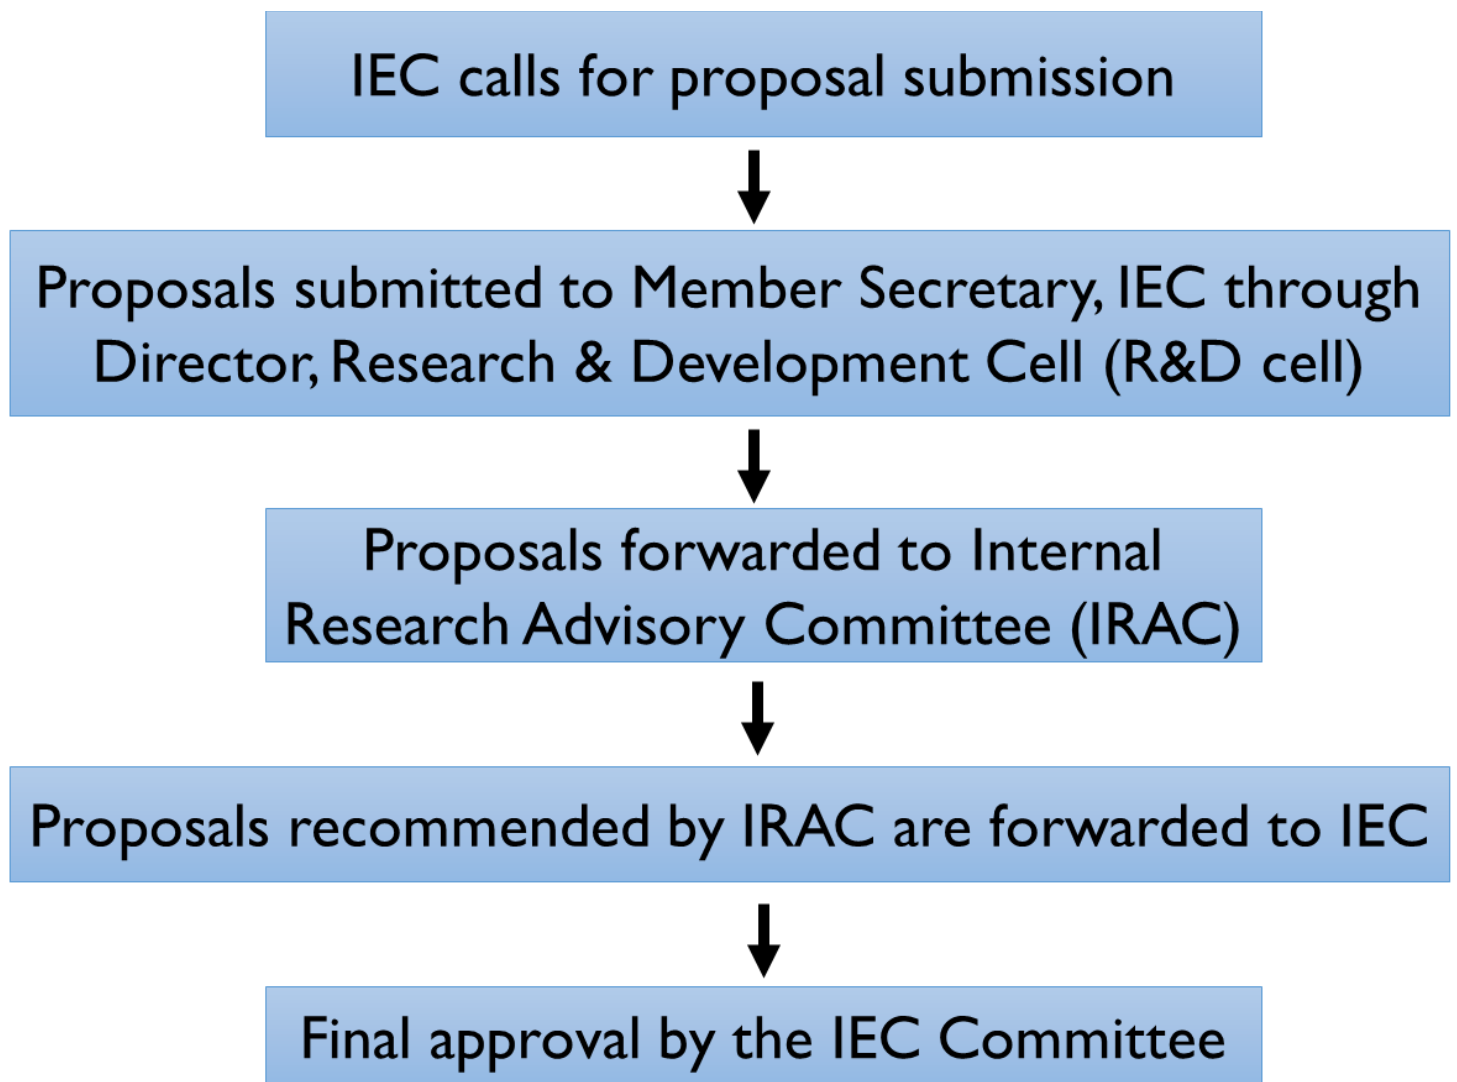 IEC calls for proposal submission
Proposals submitted to Member Secretary, IEC through
Director, Research & Development Cell (R&D cell)
Proposals forwarded to Internal
Research Advisory Committee (IRAC)
Proposals recommended by IRAC are forwarded to IEC
Final approval by the IEC Committee